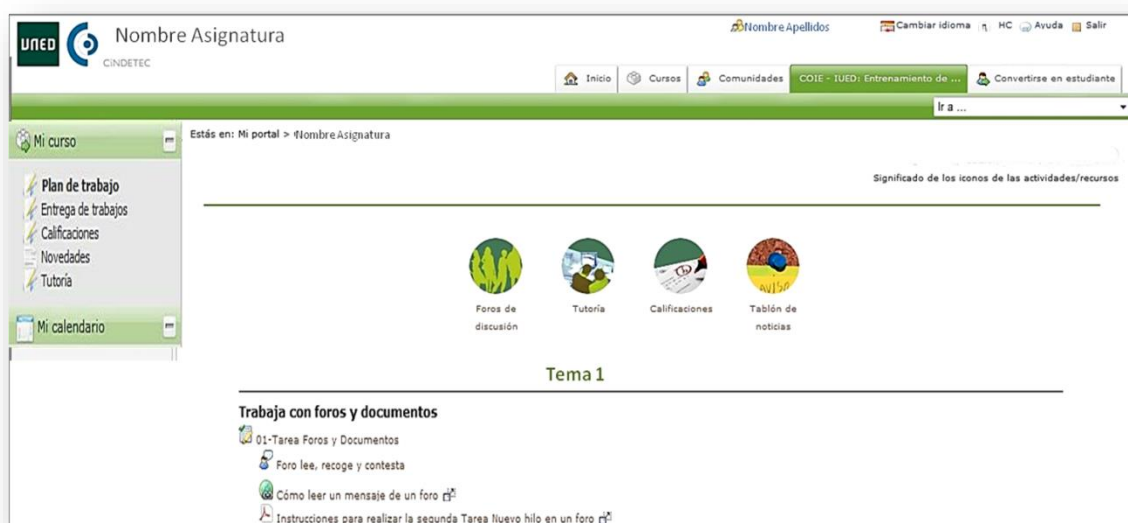 UNED
CINDETEC
Nombre Asignatura
Nombre Apellidos
Cambiar idioma
HC
Ayuda
Salir
Inicio
Cursos
Comunidades
COIE - IUED: Entrenamiento de ...
Convertirse en estudiante
Ir a ...
Mi curso
Estás en: Mi portal > Nombre Asignatura
Significado de los iconos de las actividades/recursos
Plan de trabajo
Entrega de trabajos
Calificaciones
Novedades
Tutoría
Mi calendario
AVISO
Foros de
discusión
Tutoría
Calificaciones
Tablón de
noticias
Tema 1
Trabaja con foros y documentos
01-Tarea Foros y Documentos
Foro lee, recoge y contesta
Cómo leer un mensaje de un foro
Instrucciones para realizar la segunda Tarea Nuevo hilo en un foro